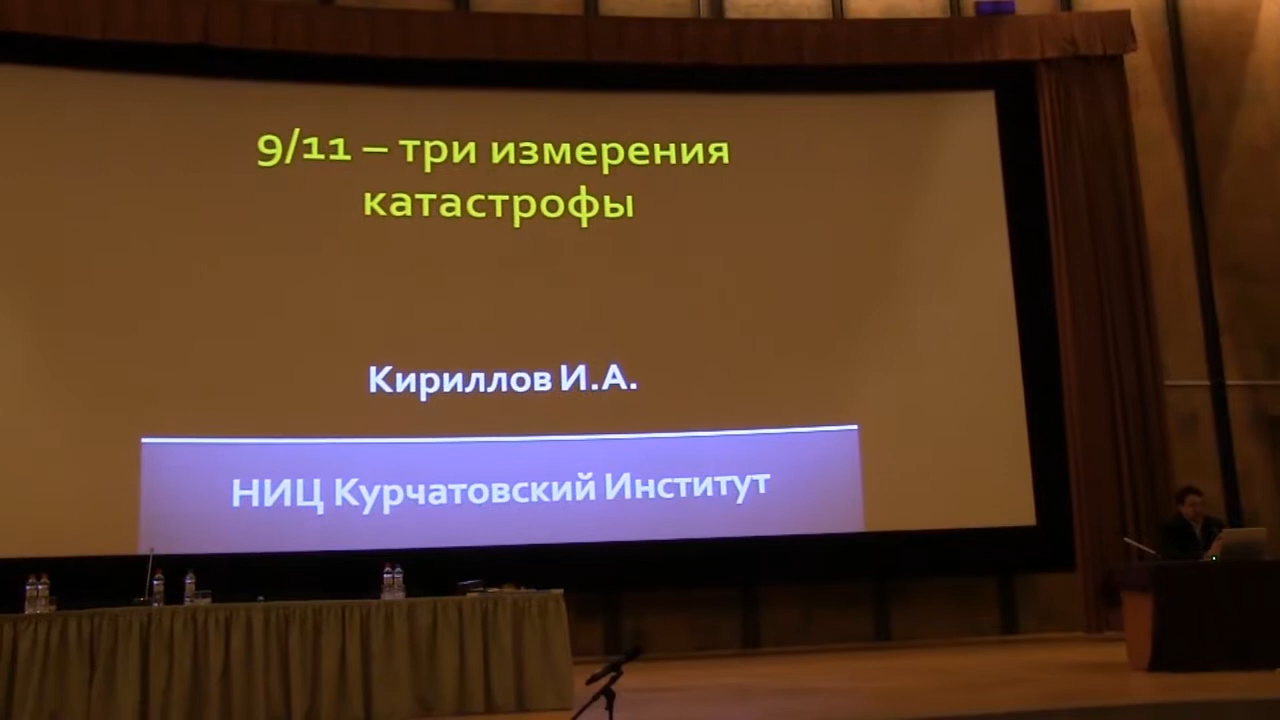 9/11 – три измерения
катастрофы
Кириллов И.А.
НИЦ Курчатовский Институт